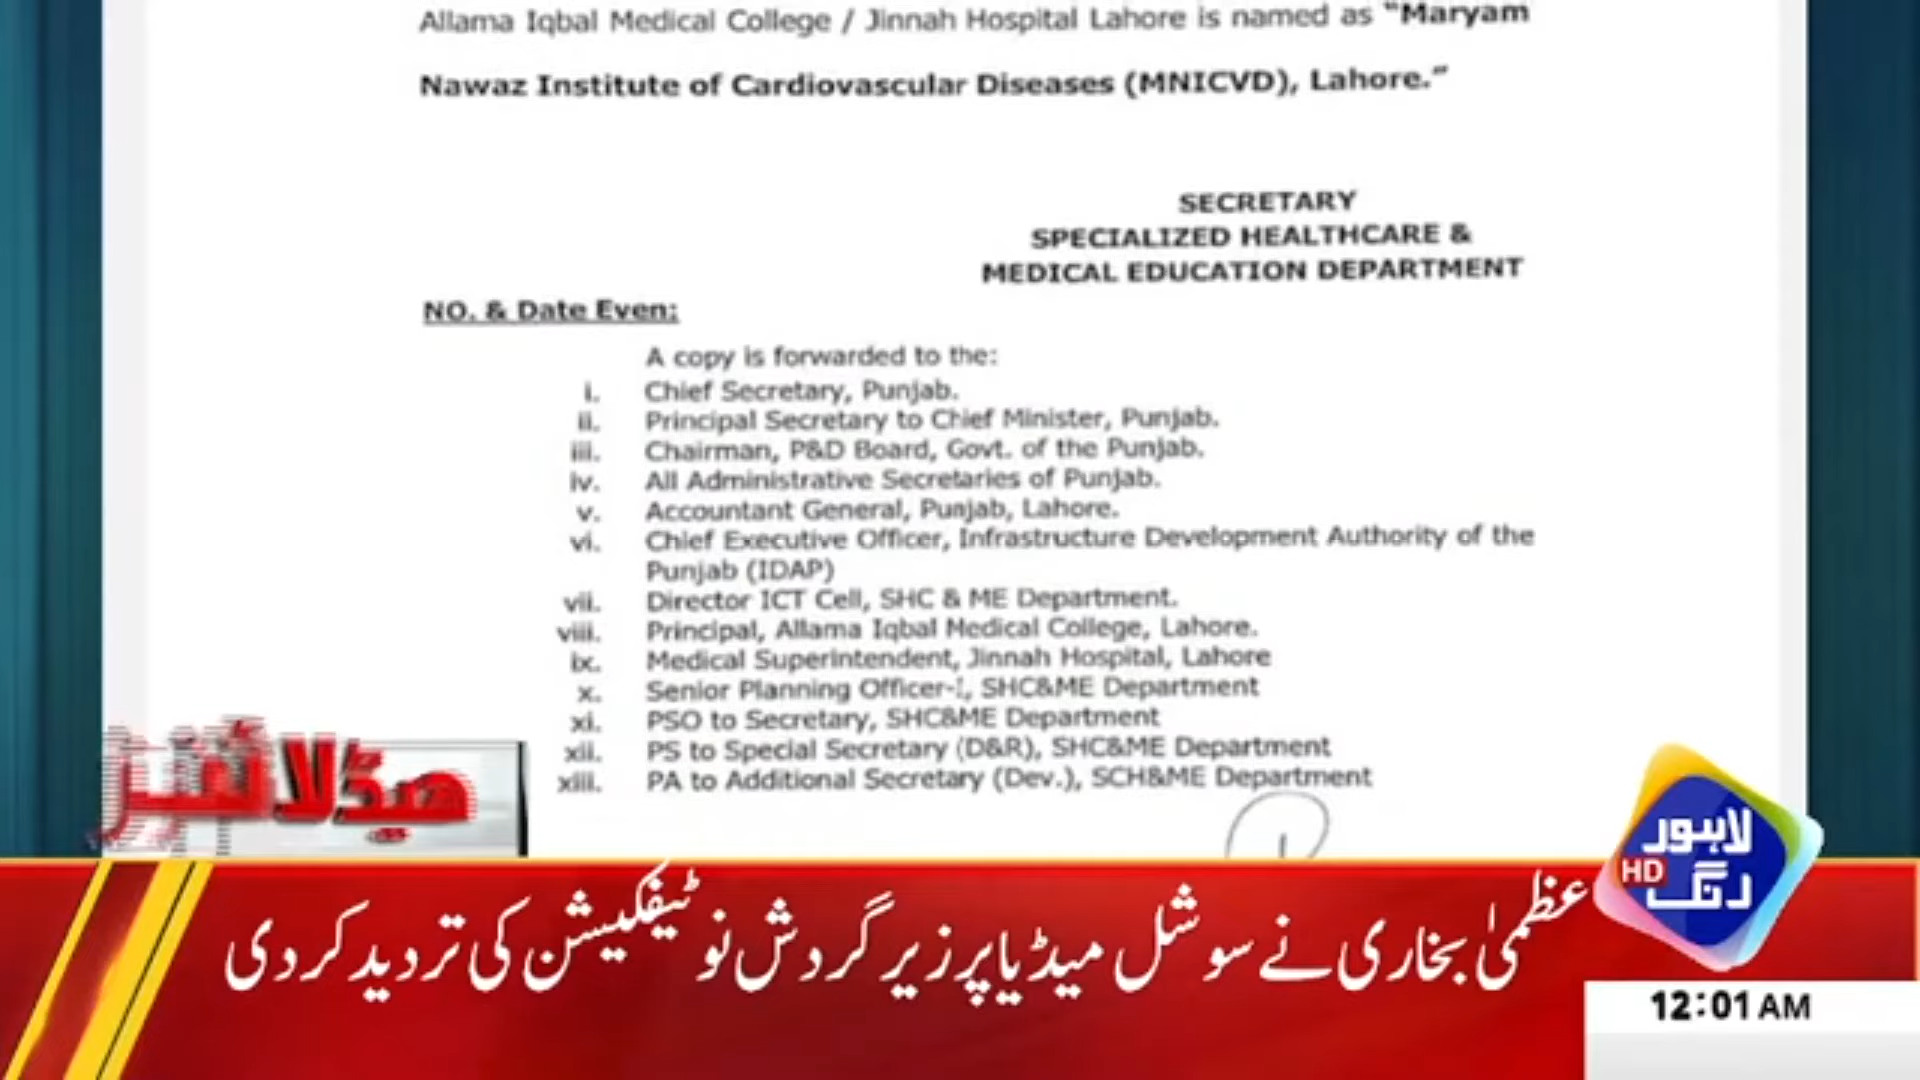 Allama Iqbal Medical College / Jinnah Hospital Lahore is named as "Maryam
Nawaz Institute of Cardiovascular Diseases (MNICVD), Lahore."
SECRETARY
SPECIALIZED HEALTHCARE &
MEDICAL EDUCATION DEPARTMENT
NO. & Date Even:
A copy is forwarded to the:
i. Chief Secretary, Punjab.
ii. Principal Secretary to Chief Minister, Punjab.
iii. Chairman, P&D Board, Govt. of the Punjab.
iv. All Administrative Secretaries of Punjab.
v. Accountant General, Punjab, Lahore.
vi. Chief Executive Officer, Infrastructure Development Authority of the
Punjab (IDAP)
vii. Director ICT Cell, SHC & ME Department.
viii. Principal, Allama Iqbal Medical College, Lahore.
ix. Medical Superintendent, Jinnah Hospital, Lahore
x. Senior Planning Officer-I, SHC&ME Department
xi. PSO to Secretary, SHC&ME Department
xii. PS to Special Secretary (D&R), SHC&ME Department
xiii. PA to Additional Secretary (Dev.), SCH&ME Department
ہیڈلائنز
لاہور
رنگ HD
عظمیٰ بخاری نے سوشل میڈیا پر زیر گردش نوٹیفکیشن کی تردید کردی
12:01 AM